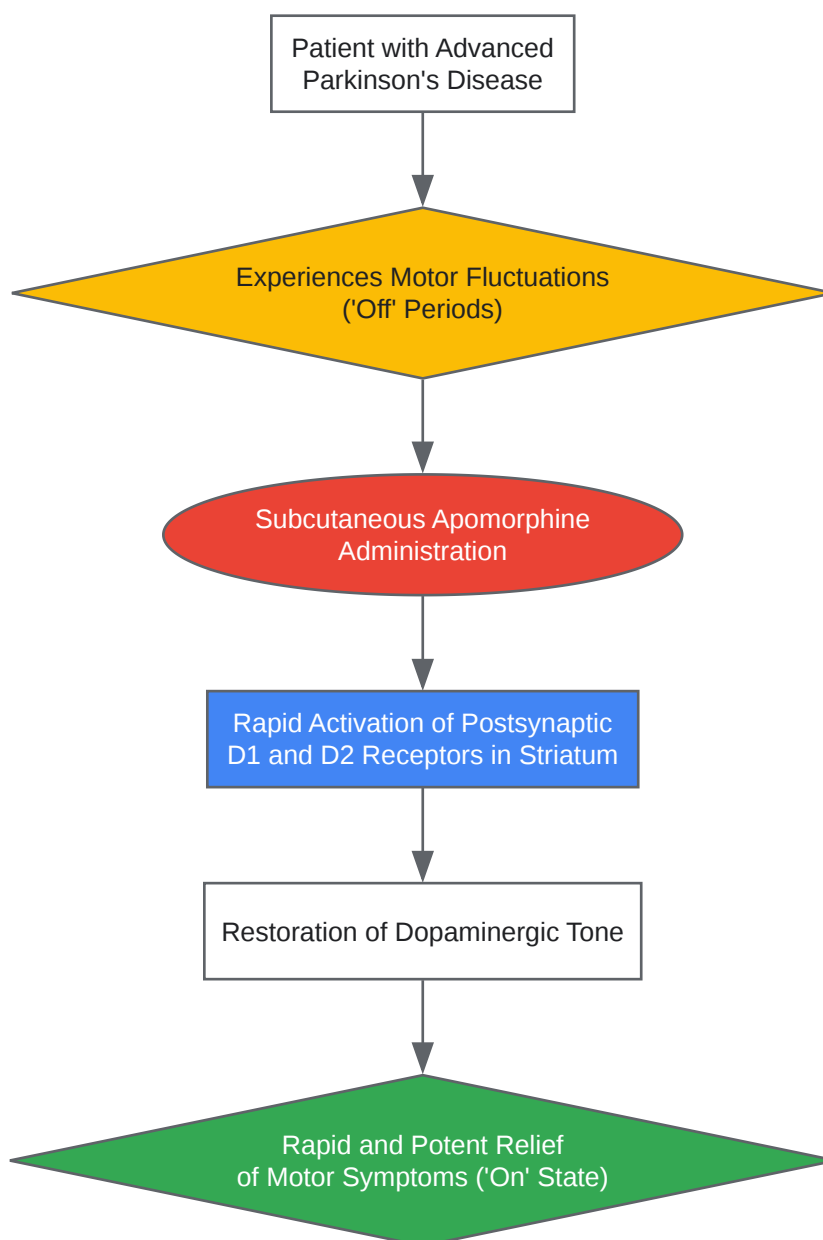 Patient with Advanced
Parkinson's Disease
Experiences Motor Fluctuations
('Off' Periods)
Subcutaneous Apomorphine
Administration
Rapid Activation of Postsynaptic
D1 and D2 Receptors in Striatum
Restoration of Dopaminergic Tone
Rapid and Potent Relief
of Motor Symptoms ('On' State)